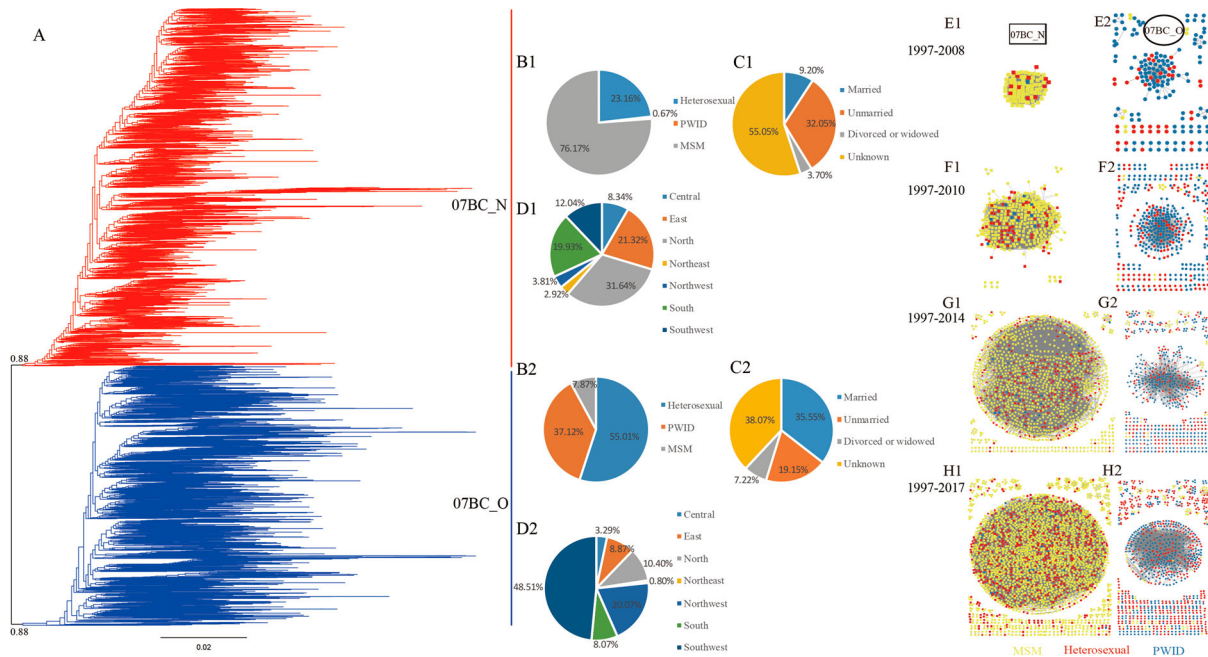 A
0.88
0.88
0.02
07BC_N
07BC_O
B1
23.16%
0.67%
76.17%
Heterosexual
PWID
MSM
C1
9.20%
32.05%
55.05%
3.70%
Married
Unmarried
Divorced or widowed
Unknown
D1
12.04%
8.34%
21.32%
19.93%
31.64%
3.81%
2.92%
Central
East
North
Northeast
Northwest
South
Southwest
B2
7.87%
37.12%
55.01%
Heterosexual
PWID
MSM
C2
38.07%
35.55%
19.15%
7.22%
Married
Unmarried
Divorced or widowed
Unknown
D2
3.29%
8.87%
10.40%
0.80%
48.51%
20.07%
8.07%
Central
East
North
Northeast
Northwest
South
Southwest
E1
07BC_N
E2
07BC_O
1997-2008
F1
F2
1997-2010
G1
G2
1997-2014
H1
H2
1997-2017
MSM Heterosexual PWID